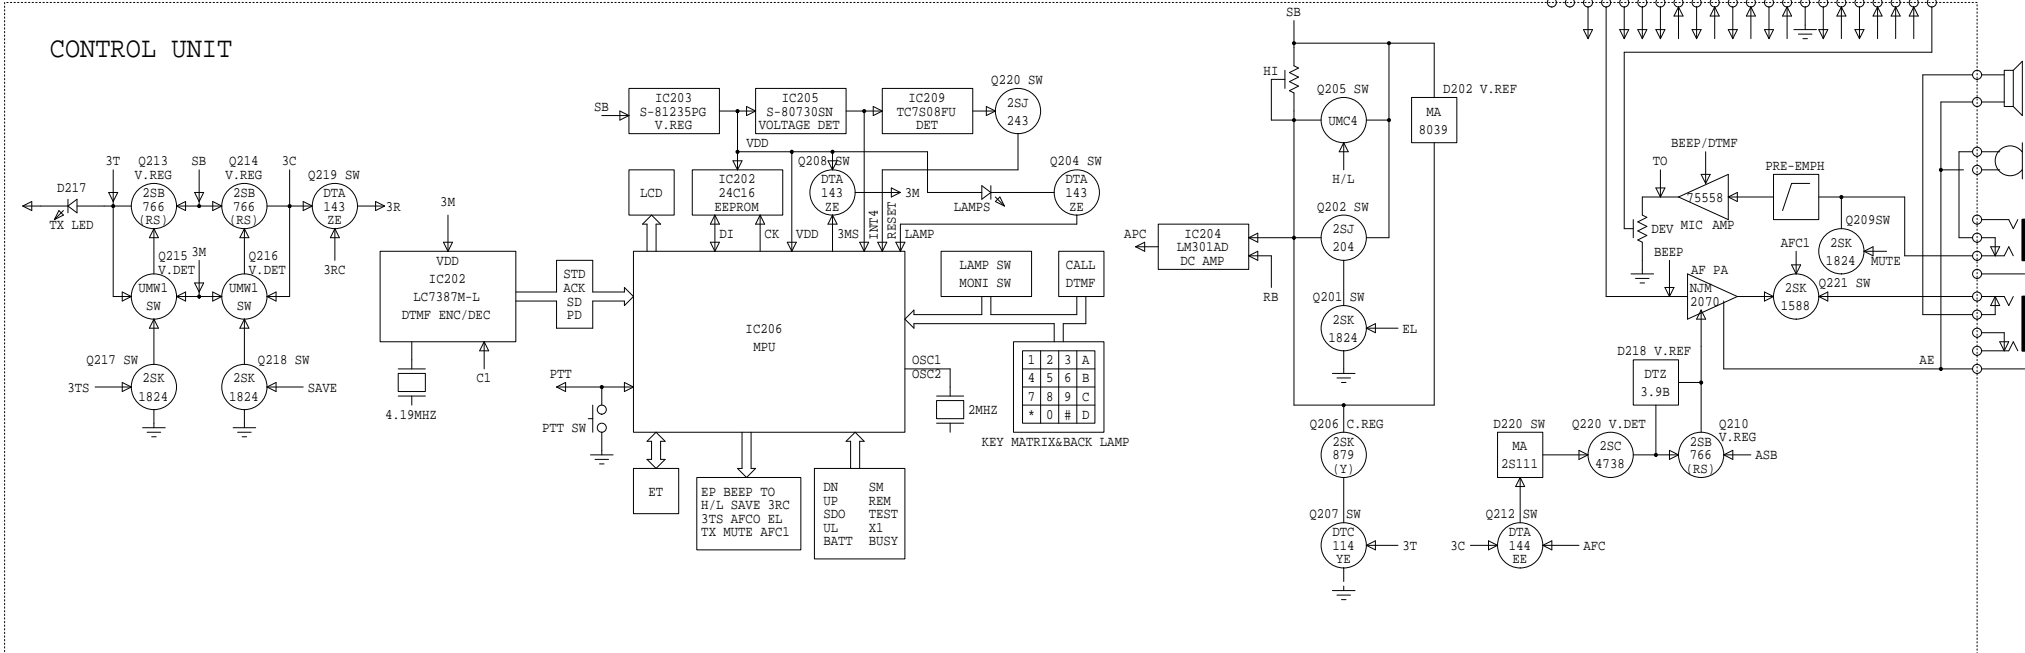 CONTROL UNIT
3T
Q213
V.REG
SB
Q214
V.REG
3C
Q219 SW
D217
TX LED
2SB
766
(RS)
2SB
766
(RS)
DTA
143
ZE
3R
3RC
Q215
V.DET
3M
Q216
V.DET
UMW1
SW
UMW1
SW
Q217 SW
Q218 SW
3TS
2SK
1824
2SK
1824
SAVE
3M
VDD
IC202
LC7387M-L
DTMF ENC/DEC
C1
4.19MHZ
STD
ACK
SD
PD
SB
IC203
S-81235PG
V.REG
IC205
S-80730SN
VOLTAGE DET
IC209
TC7S08FU
DET
Q220 SW
2SJ
243
VDD
LCD
IC202
24C16
EEPROM
Q208 SW
DTA
143
ZE
3M
LAMPS
Q204 SW
DTA
143
ZE
DI
CK
VDD
3MS
INT4
RESET
LAMP
IC206
MPU
LAMP SW
MONI SW
CALL
DTMF
OSC1
OSC2
2MHZ
1 2 3 A
4 5 6 B
7 8 9 C
* 0 # D
KEY MATRIX&BACK LAMP
PTT
PTT SW
ET
EP BEEP TO
H/L SAVE 3RC
3TS AFCO EL
TX MUTE AFC1
DN SM
UP REM
SDO TEST
UL X1
BATT BUSY
SB
HI
Q205 SW
UMC4
H/L
D202 V.REF
MA
8039
Q202 SW
2SJ
204
APC
IC204
LM301AD
DC AMP
RB
Q201 SW
2SK
1824
EL
Q206 C.REG
2SK
879
(Y)
Q207 SW
DTC
114
YE
3T
BEEP/DTMF
TO
75558
MIC AMP
PRE-EMPH
DEV
BEEP
Q209SW
2SK
1824
MUTE
AFC1
AF PA
NJM
2070
2SK
1588
Q221 SW
D218 V.REF
DTZ
3.9B
AE
D220 SW
MA
2S111
Q220 V.DET
2SC
4738
Q210
V.REG
2SB
766
(RS)
ASB
Q212 SW
3C
DTA
144
EE
AFC